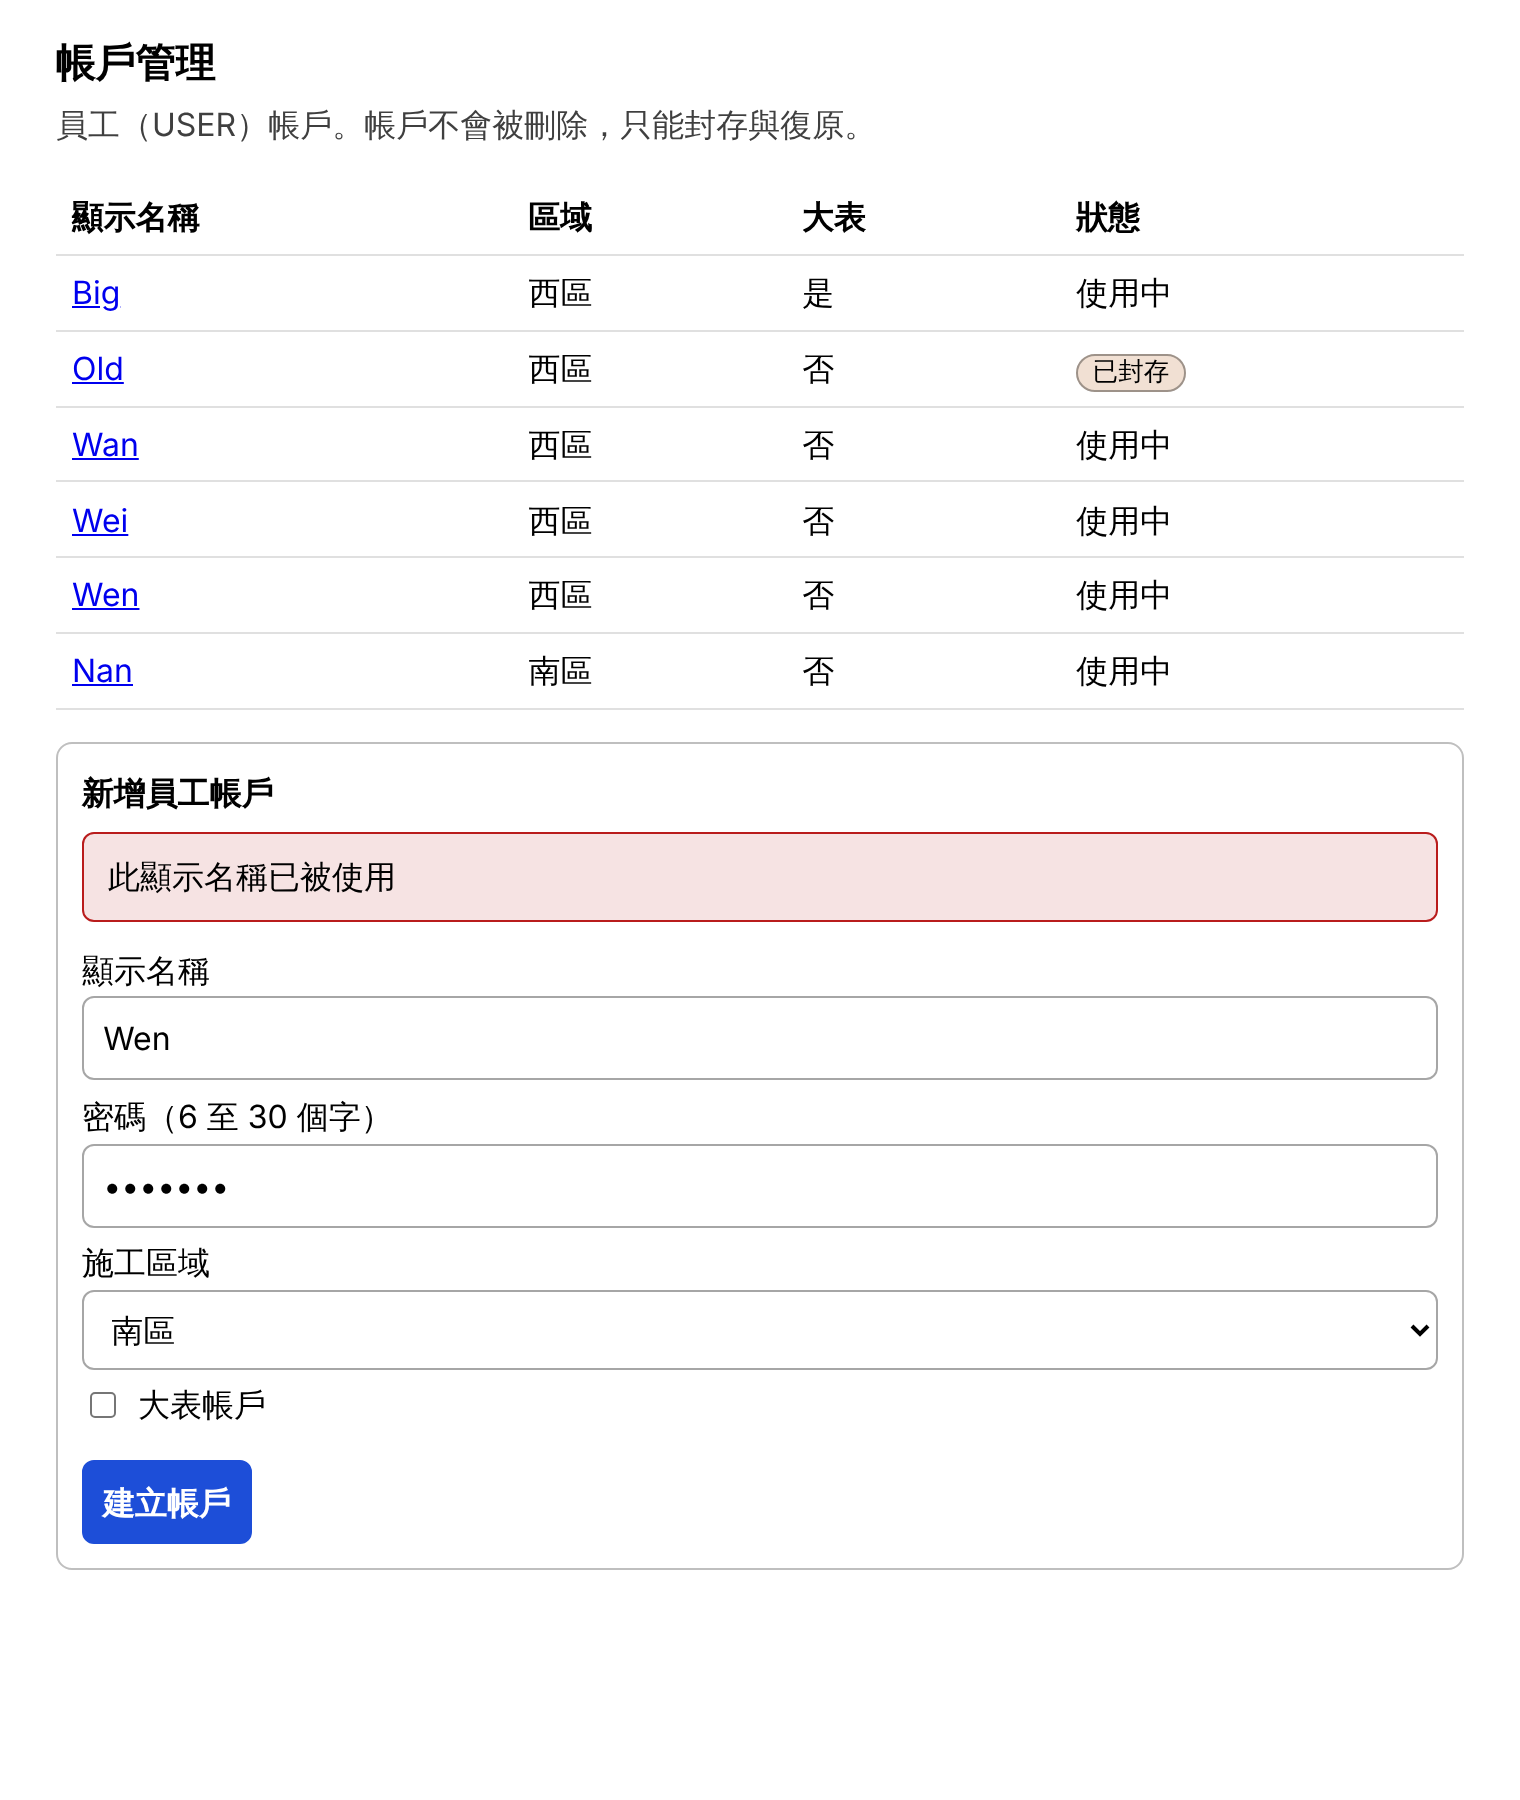 帳戶管理
員工（USER）帳戶。帳戶不會被刪除，只能封存與復原。
顯示名稱 區域 大表 狀態
Big 西區 是 使用中
Old 西區 否 已封存
Wan 西區 否 使用中
Wei 西區 否 使用中
Wen 西區 否 使用中
Nan 南區 否 使用中
新增員工帳戶
此顯示名稱已被使用
顯示名稱
Wen
密碼（6 至 30 個字）
•••••••
施工區域
南區
大表帳戶
建立帳戶